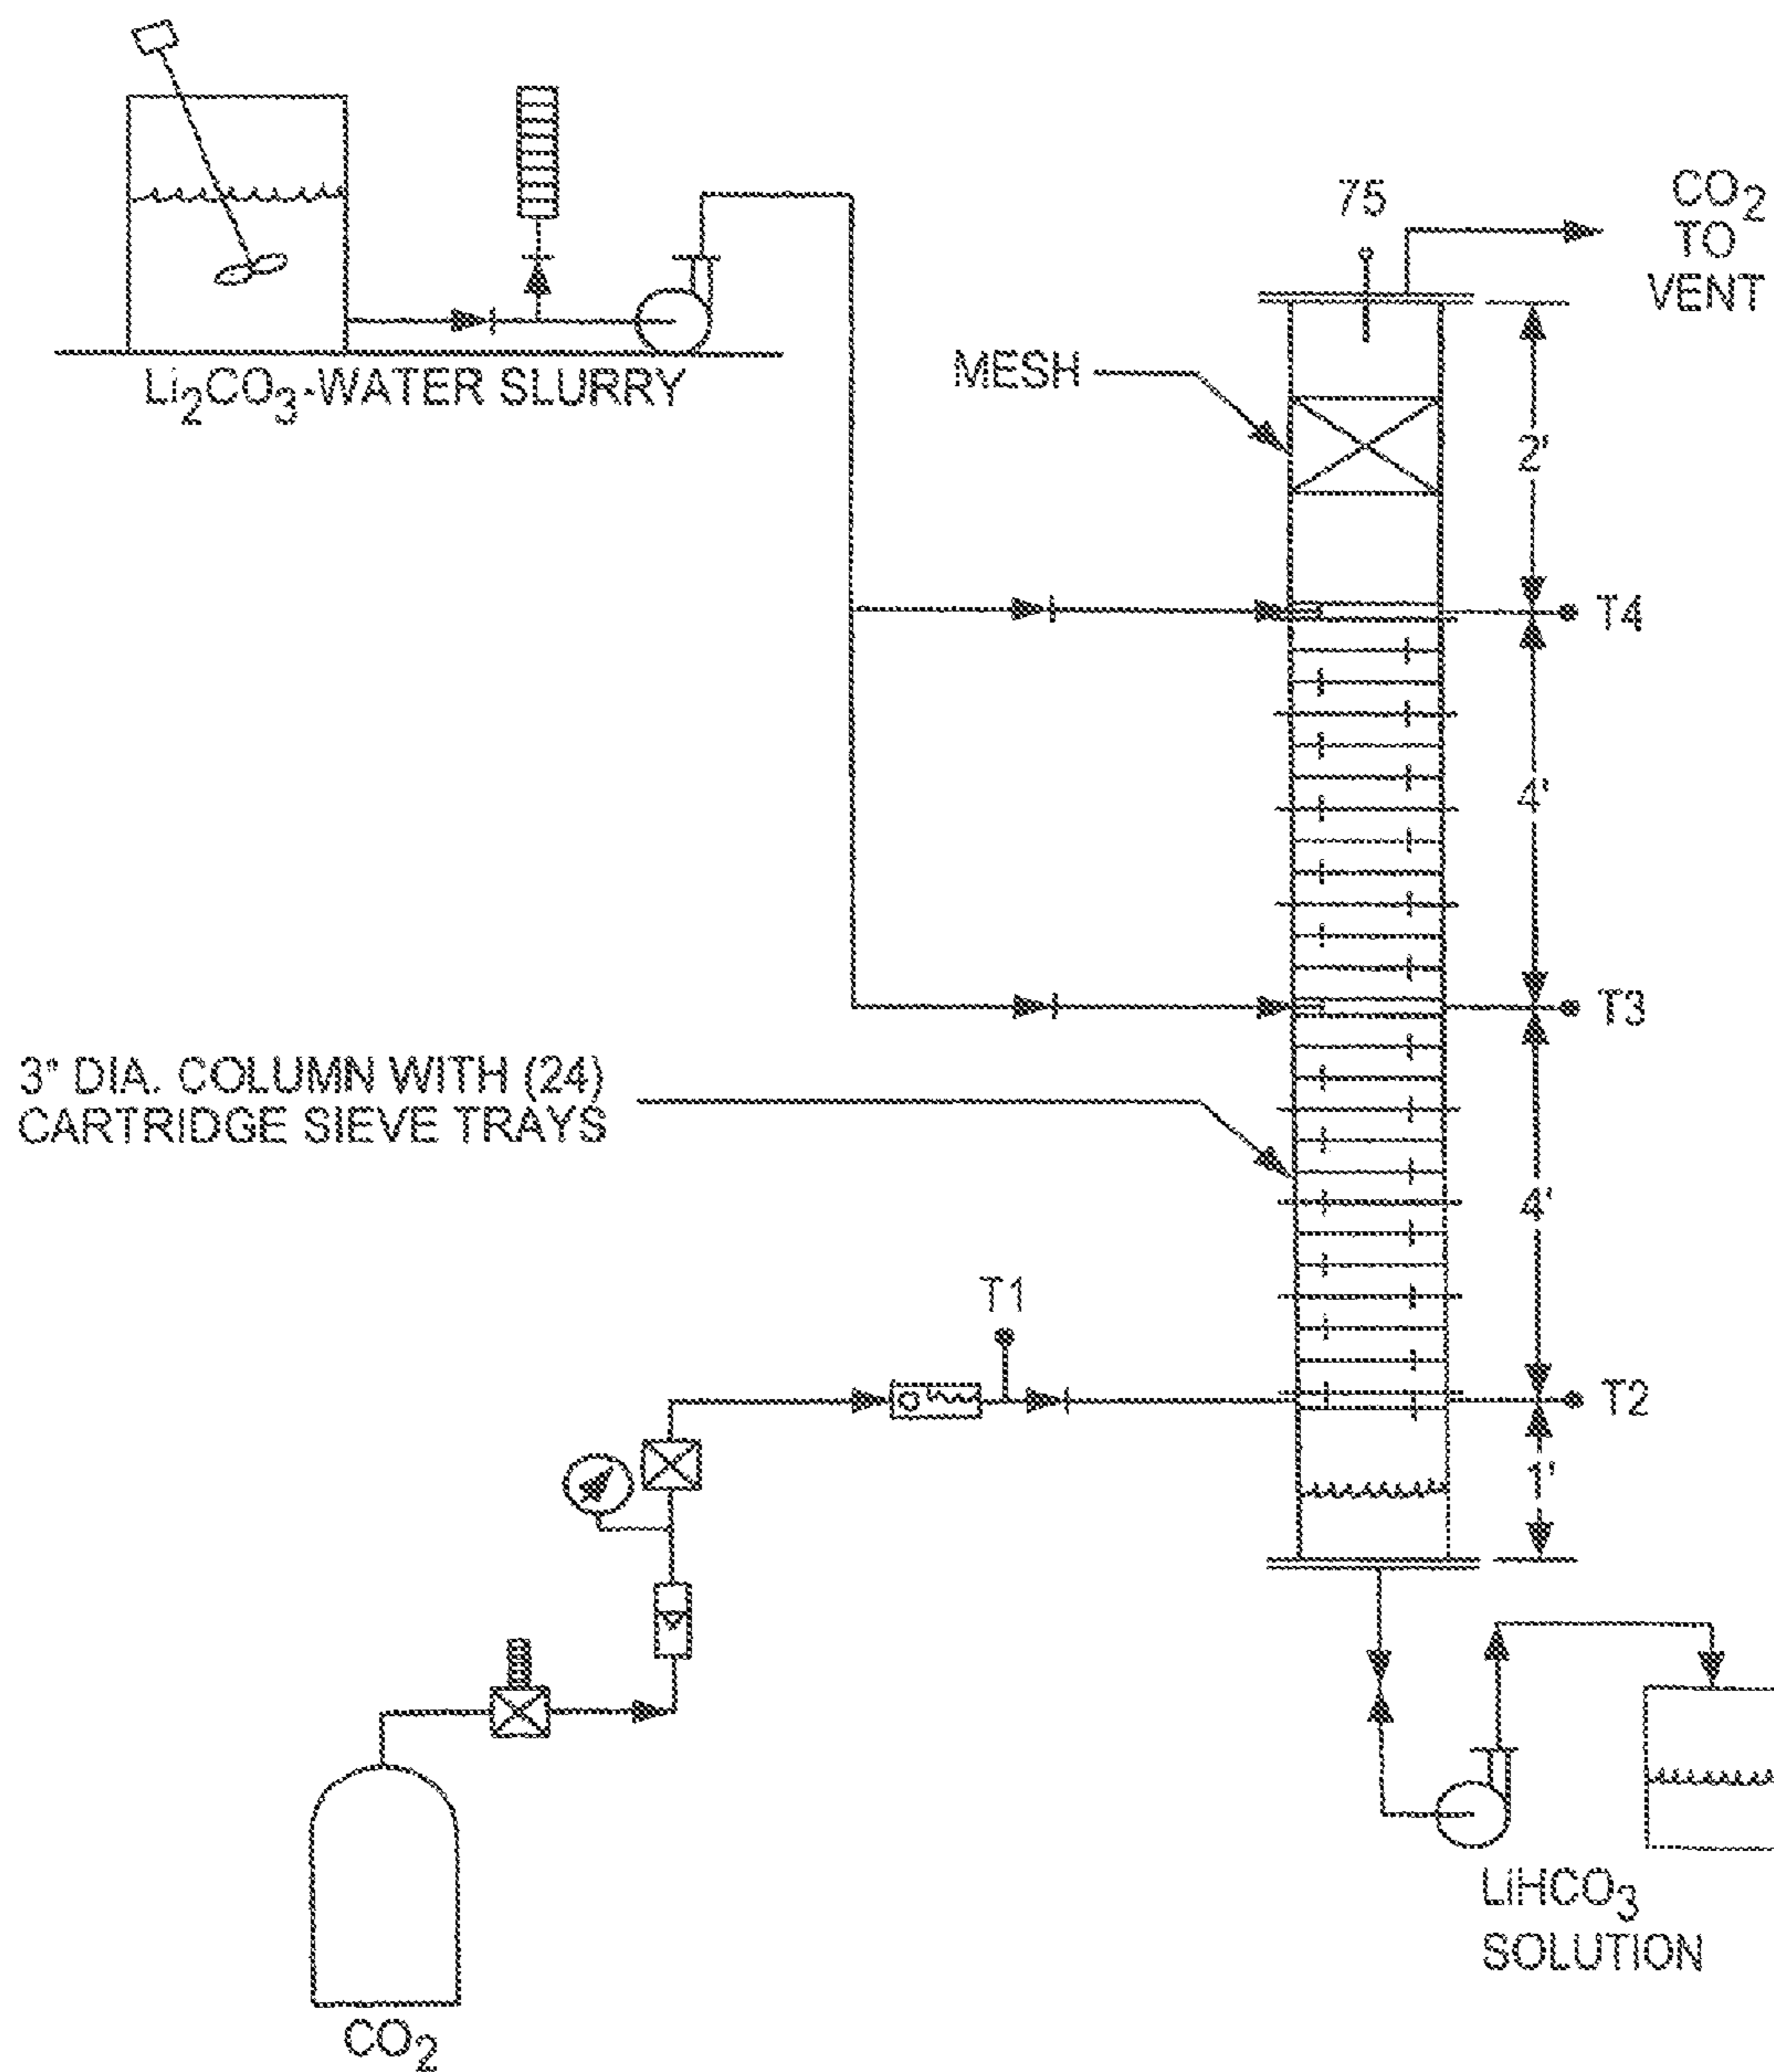 75
CO₂
TO
VENT
Li₂CO₃-WATER SLURRY
MESH
2'
T4
4'
T3
3" DIA. COLUMN WITH (24)
CARTRIDGE SIEVE TRAYS
4'
T1
T2
1'
LiHCO₃
SOLUTION
CO₂